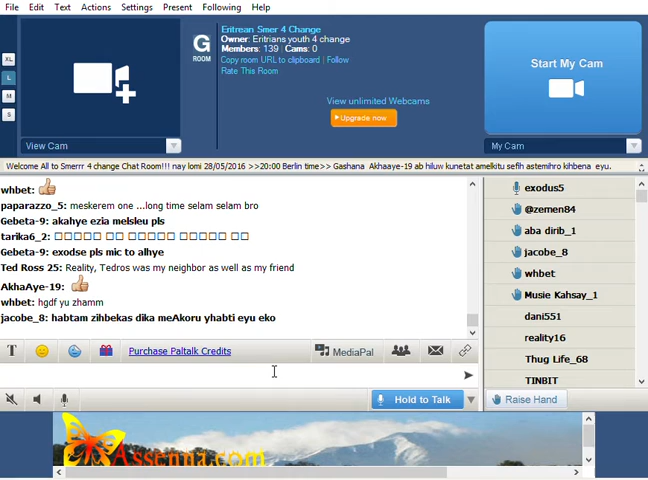 File Edit Text Actions Settings Present Following Help
XL
L
M
S
View Cam
G
ROOM
Eritrean Smer 4 Change
Owner: Eritrians youth 4 change
Members: 139 | Cams: 0
Copy room URL to clipboard | Follow
Rate This Room
View unlimited Webcams
Upgrade now
Start My Cam
My Cam
Welcome All to Smerrr 4 change Chat Room!!! nay lomi 28/05/2016 >>20:00 Berlin time>> Gashana Akhaaye-19 ab hiluw kunetat amelkitu sefih astemihro kihbena eyu.
whbet:
paparazzo_5: meskerem one ...long time selam selam bro
Gebeta-9: akahye ezia melsleu pls
tarika6_2:
Gebeta-9: exodse pls mic to alhye
Ted Ross 25: Reality, Tedros was my neighbor as well as my friend
AkhaAye-19:
whbet: hgdf yu zhamm
jacobe_8: habtam zihbekas dika meAkoru yhabti eyu eko
T Purchase Paltalk Credits MediaPal
Hold to Talk
exodus5
@zemen84
aba dirib_1
jacobe_8
whbet
Musie Kahsay_1
dani551
reality16
Thug Life_68
TINBIT
Raise Hand
Assenna.com